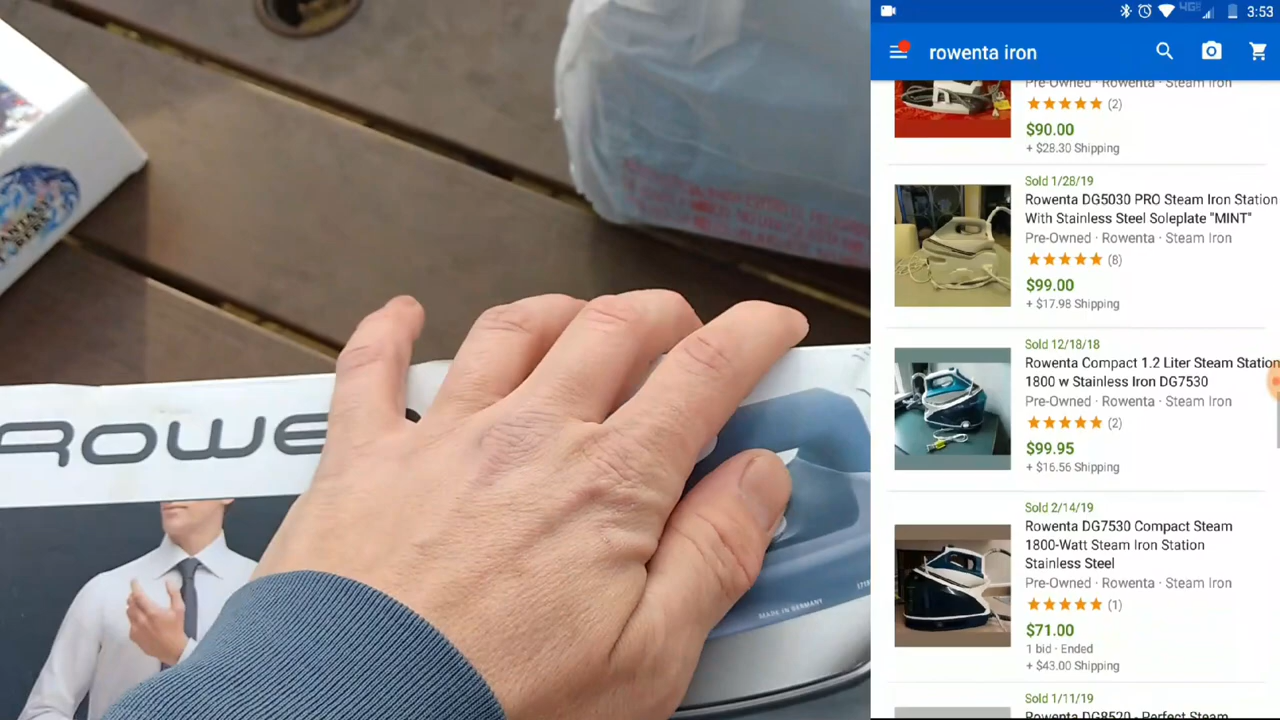 ROWE
MADE IN GERMANY
4G
3:53
rowenta iron
Pre-Owned · Rowenta · Steam Iron
(2)
$90.00
+ $28.30 Shipping
Sold 1/28/19
Rowenta DG5030 PRO Steam Iron Station
With Stainless Steel Soleplate "MINT"
Pre-Owned · Rowenta · Steam Iron
(8)
$99.00
+ $17.98 Shipping
Sold 12/18/18
Rowenta Compact 1.2 Liter Steam Station
1800 w Stainless Iron DG7530
Pre-Owned · Rowenta · Steam Iron
(2)
$99.95
+ $16.56 Shipping
Sold 2/14/19
Rowenta DG7530 Compact Steam
1800-Watt Steam Iron Station
Stainless Steel
Pre-Owned · Rowenta · Steam Iron
(1)
$71.00
1 bid · Ended
+ $43.00 Shipping
Sold 1/11/19
Rowenta DG8520 - Perfect Steam